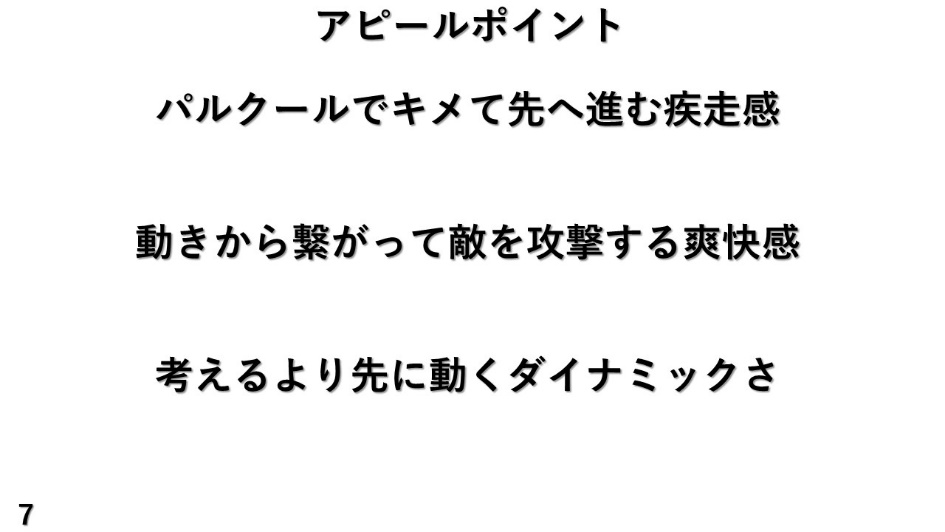 アピールポイント
パルクールでキメて先へ進む疾走感
動きから繋がって敵を攻撃する爽快感
考えるより先に動くダイナミックさ
7